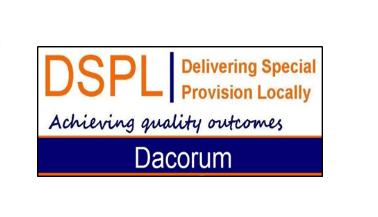 DSPL
Delivering Special
Provision Locally
Achieving quality outcomes
Dacorum